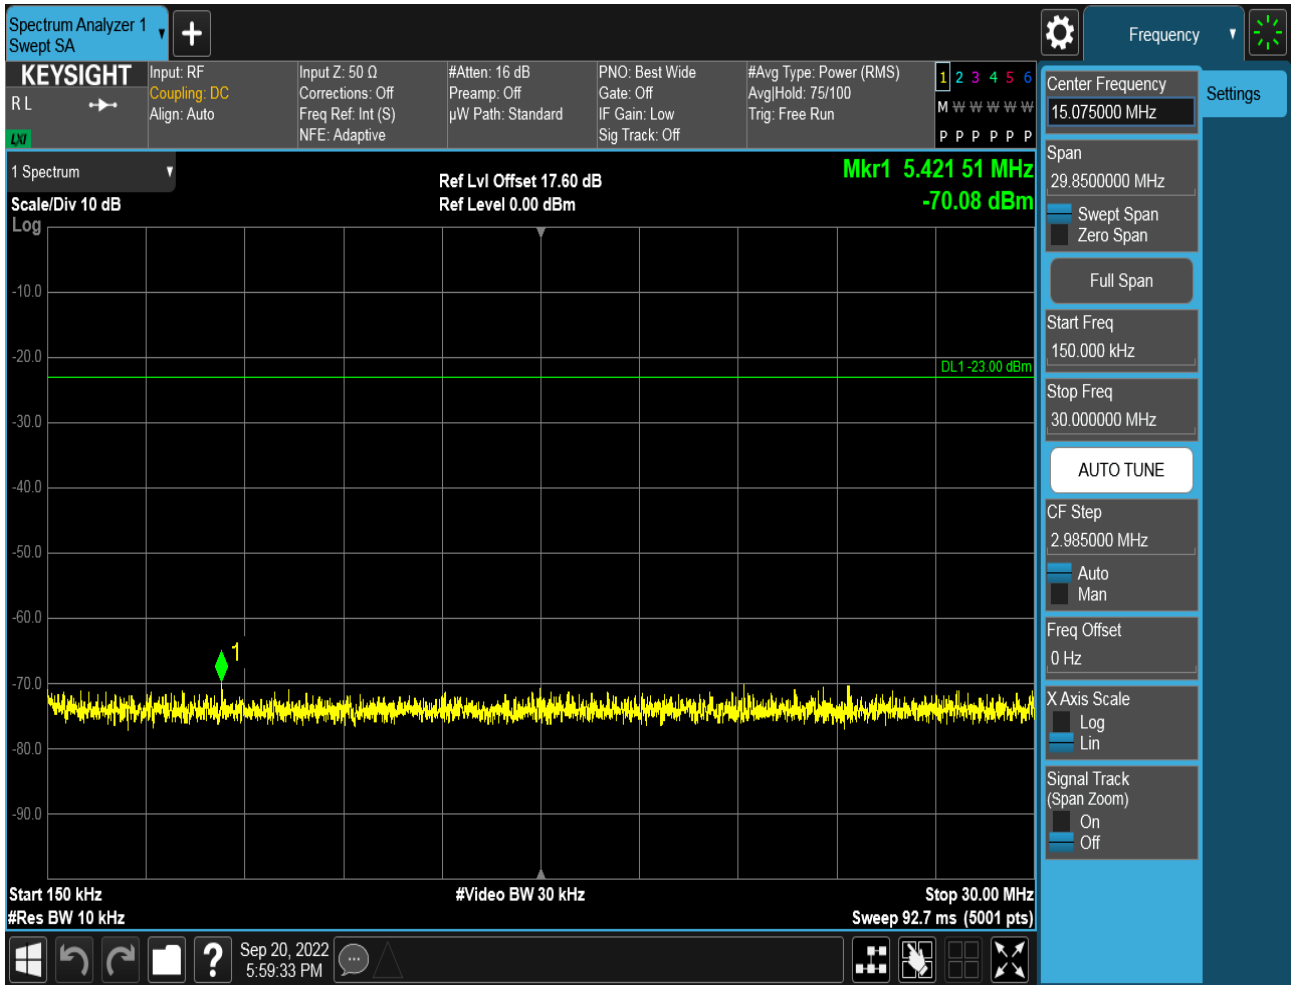 Spectrum Analyzer 1
Swept SA
Frequency
KEYSIGHT
R L
LXI
Input: RF
Coupling: DC
Align: Auto
Input Z: 50 Ω
Corrections: Off
Freq Ref: Int (S)
NFE: Adaptive
#Atten: 16 dB
Preamp: Off
µW Path: Standard
PNO: Best Wide
Gate: Off
IF Gain: Low
Sig Track: Off
#Avg Type: Power (RMS)
Avg|Hold: 75/100
Trig: Free Run
1 2 3 4 5 6
M W W W W W
P P P P P P
1 Spectrum
Scale/Div 10 dB
Log
Ref Lvl Offset 17.60 dB
Ref Level 0.00 dBm
Mkr1 5.421 51 MHz
-70.08 dBm
-10.0
-20.0
DL1 -23.00 dBm
-30.0
-40.0
-50.0
-60.0
1
-70.0
-80.0
-90.0
Start 150 kHz
#Res BW 10 kHz
#Video BW 30 kHz
Stop 30.00 MHz
Sweep 92.7 ms (5001 pts)
?
Sep 20, 2022
5:59:33 PM
Center Frequency
15.075000 MHz
Settings
Span
29.8500000 MHz
Swept Span
Zero Span
Full Span
Start Freq
150.000 kHz
Stop Freq
30.000000 MHz
AUTO TUNE
CF Step
2.985000 MHz
Auto
Man
Freq Offset
0 Hz
X Axis Scale
Log
Lin
Signal Track
(Span Zoom)
On
Off